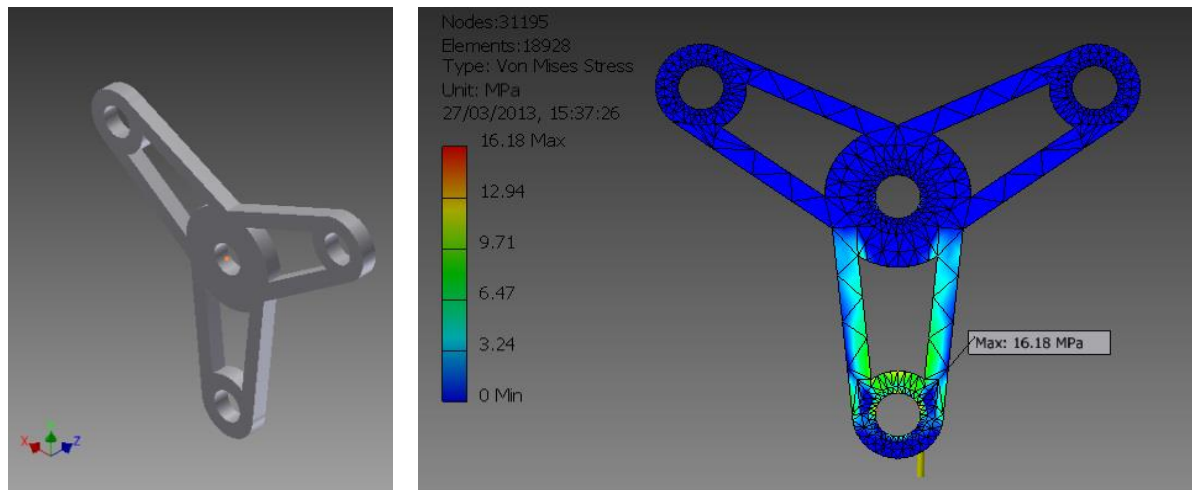 Nodes:31195
Elements:18928
Type: Von Mises Stress
Unit: MPa
27/03/2013, 15:37:26
16.18 Max
12.94
9.71
6.47
3.24
0 Min
Max: 16.18 MPa
X
Z